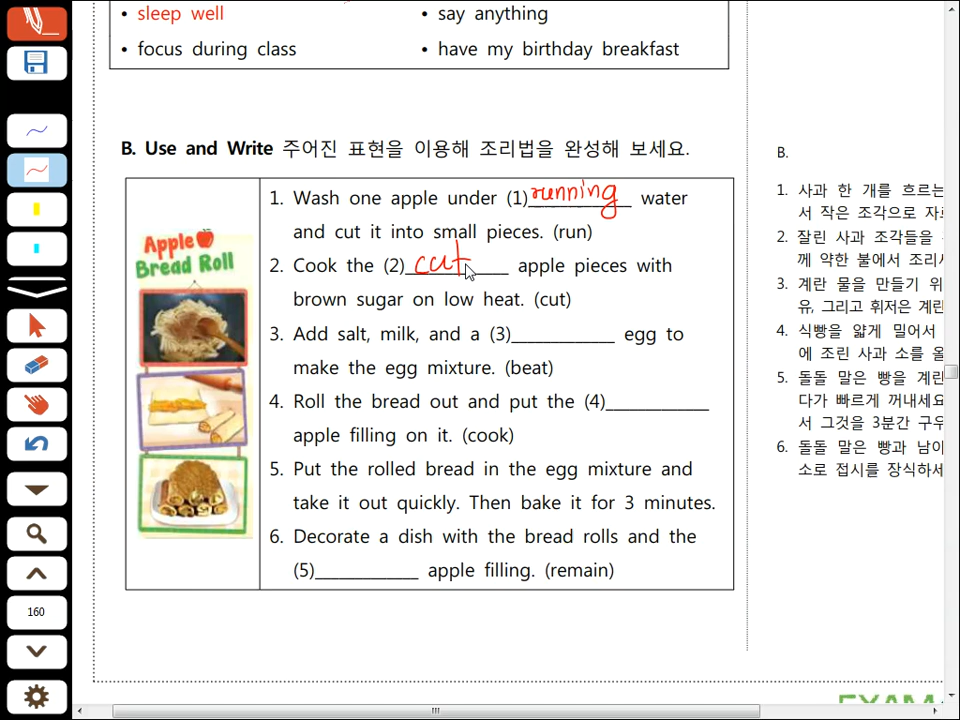 • sleep well
• say anything
• focus during class
• have my birthday breakfast
B. Use and Write 주어진 표현을 이용해 조리법을 완성해 보세요.
Apple
Bread Roll
1. Wash one apple under (1) running water
and cut it into small pieces. (run)
2. Cook the (2) cut apple pieces with
brown sugar on low heat. (cut)
3. Add salt, milk, and a (3)____________ egg to
make the egg mixture. (beat)
4. Roll the bread out and put the (4)____________
apple filling on it. (cook)
5. Put the rolled bread in the egg mixture and
take it out quickly. Then bake it for 3 minutes.
6. Decorate a dish with the bread rolls and the
(5)____________ apple filling. (remain)
B.
1. 사과 한 개를 흐르는
서 작은 조각으로 자르
2. 잘린 사과 조각들을
께 약한 불에서 조리시
3. 계란 물을 만들기 위
유, 그리고 휘저은 계란
4. 식빵을 얇게 밀어서
에 조린 사과 소를 올
5. 돌돌 말은 빵을 계란
다가 빠르게 꺼내세요
서 그것을 3분간 구우
6. 돌돌 말은 빵과 남아
소로 접시를 장식하세
160